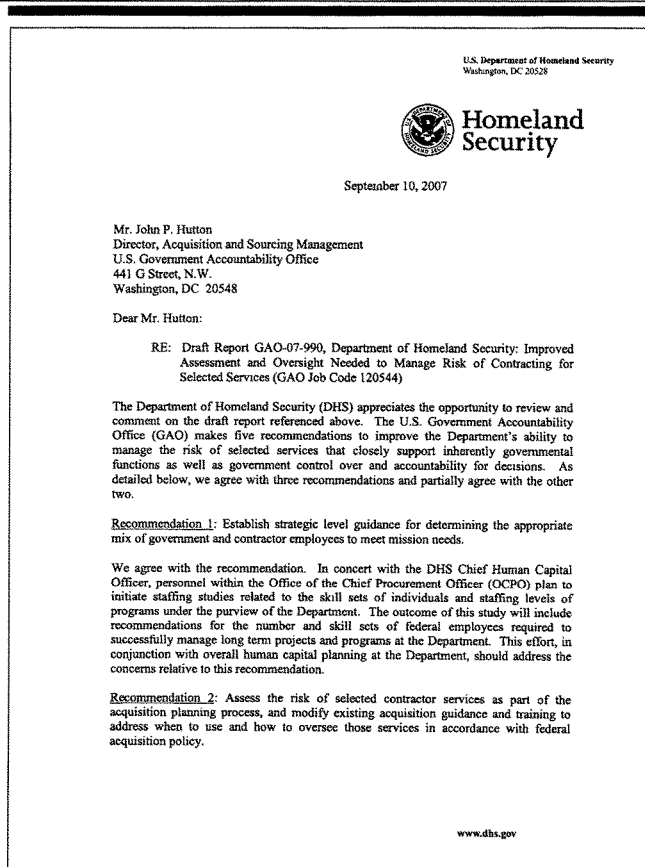 U.S. Department of Homeland Security
Washington, DC 20528
Homeland
Security
September 10, 2007
Mr. John P. Hutton
Director, Acquisition and Sourcing Management
U.S. Government Accountability Office
441 G Street, N.W.
Washington, DC 20548
Dear Mr. Hutton:
RE: Draft Report GAO-07-990, Department of Homeland Security: Improved
Assessment and Oversight Needed to Manage Risk of Contracting for
Selected Services (GAO Job Code 120544)
The Department of Homeland Security (DHS) appreciates the opportunity to review and
comment on the draft report referenced above. The U.S. Government Accountability
Office (GAO) makes five recommendations to improve the Department's ability to
manage the risk of selected services that closely support inherently governmental
functions as well as government control over and accountability for decisions. As
detailed below, we agree with three recommendations and partially agree with the other
two.
Recommendation 1: Establish strategic level guidance for determining the appropriate
mix of government and contractor employees to meet mission needs.
We agree with the recommendation. In concert with the DHS Chief Human Capital
Officer, personnel within the Office of the Chief Procurement Officer (OCPO) plan to
initiate staffing studies related to the skill sets of individuals and staffing levels of
programs under the purview of the Department. The outcome of this study will include
recommendations for the number and skill sets of federal employees required to
successfully manage long term projects and programs at the Department. This effort, in
conjunction with overall human capital planning at the Department, should address the
concerns relative to this recommendation.
Recommendation 2: Assess the risk of selected contractor services as part of the
acquisition planning process, and modify existing acquisition guidance and training to
address when to use and how to oversee those services in accordance with federal
acquisition policy.
www.dhs.gov